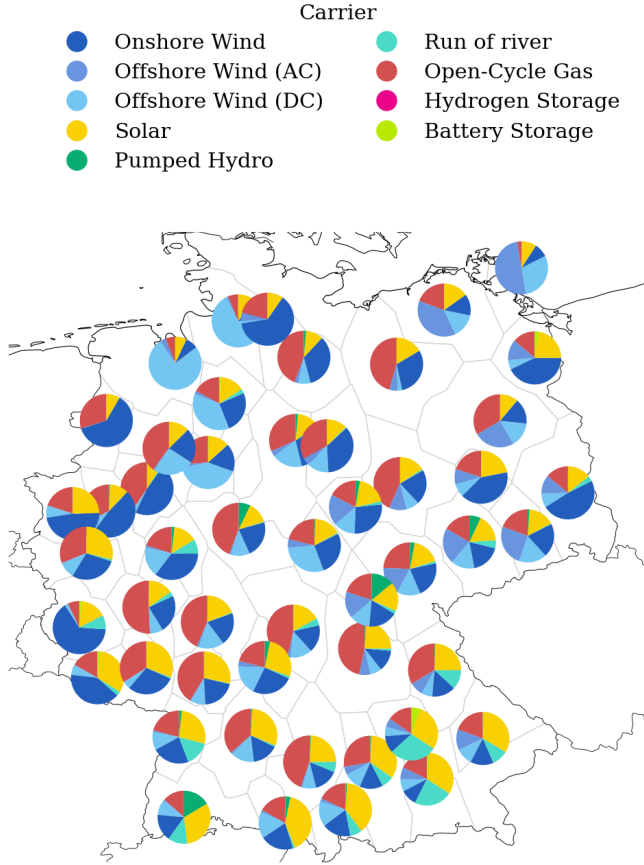 Carrier
Onshore Wind
Offshore Wind (AC)
Offshore Wind (DC)
Solar
Pumped Hydro
Run of river
Open-Cycle Gas
Hydrogen Storage
Battery Storage